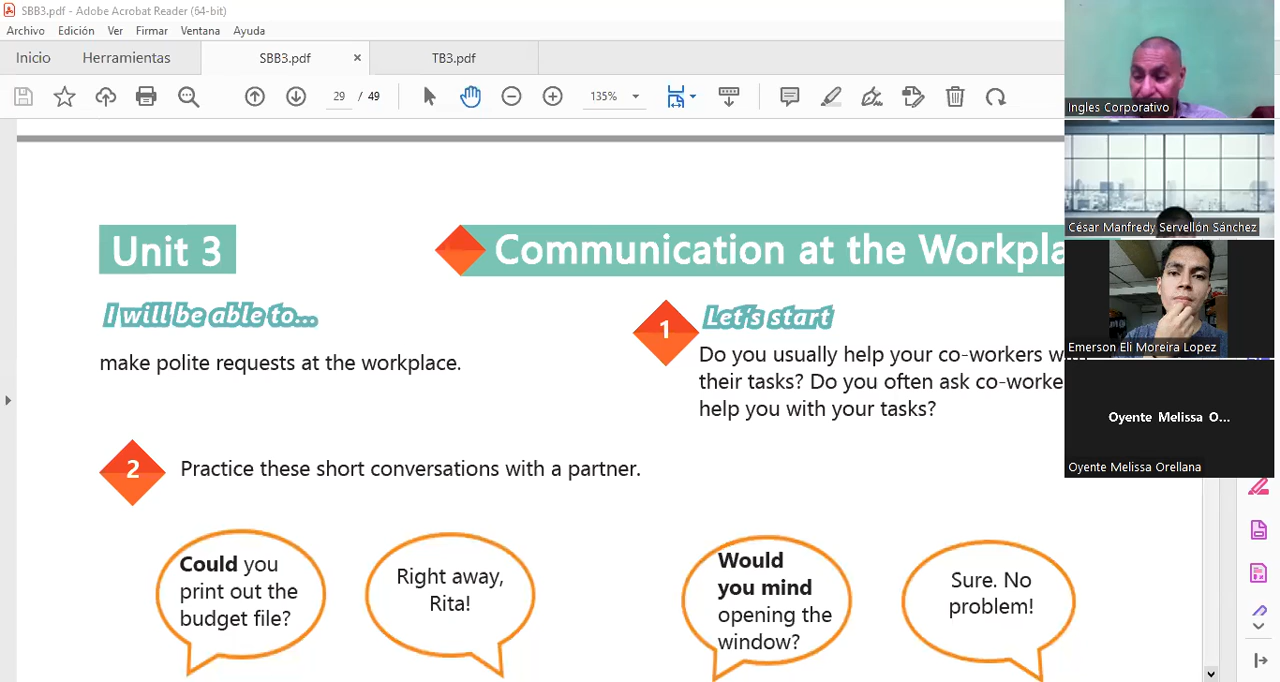 SBB3.pdf - Adobe Acrobat Reader (64-bit)
Archivo Edición Ver Firmar Ventana Ayuda
Inicio Herramientas SBB3.pdf × TB3.pdf
29 / 49 135%
Unit 3
Communication at the Workpla
I will be able to...
make polite requests at the workplace.
1
Let's start
Do you usually help your co-workers
their tasks? Do you often ask co-worke
help you with your tasks?
2
Practice these short conversations with a partner.
Could you
print out the
budget file?
Right away,
Rita!
Would
you mind
opening the
window?
Sure. No
problem!
Ingles Corporativo
César Manfredy Servellón Sánchez
Emerson Eli Moreira Lopez
Oyente Melissa O...
Oyente Melissa Orellana